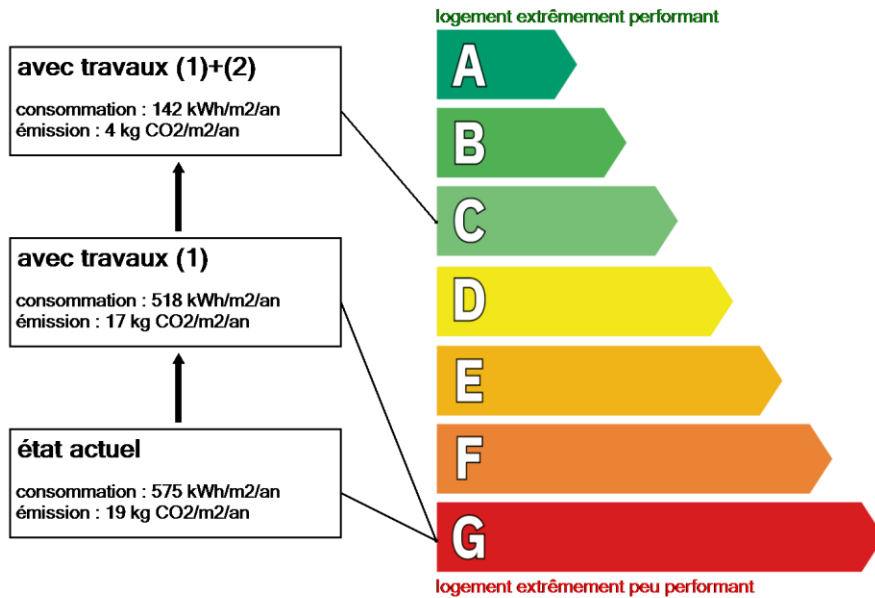 logement extrêmement performant
avec travaux (1)+(2)
consommation : 142 kWh/m2/an
émission : 4 kg CO2/m2/an
avec travaux (1)
consommation : 518 kWh/m2/an
émission : 17 kg CO2/m2/an
état actuel
consommation : 575 kWh/m2/an
émission : 19 kg CO2/m2/an
A
B
C
D
E
F
G
logement extrêmement peu performant